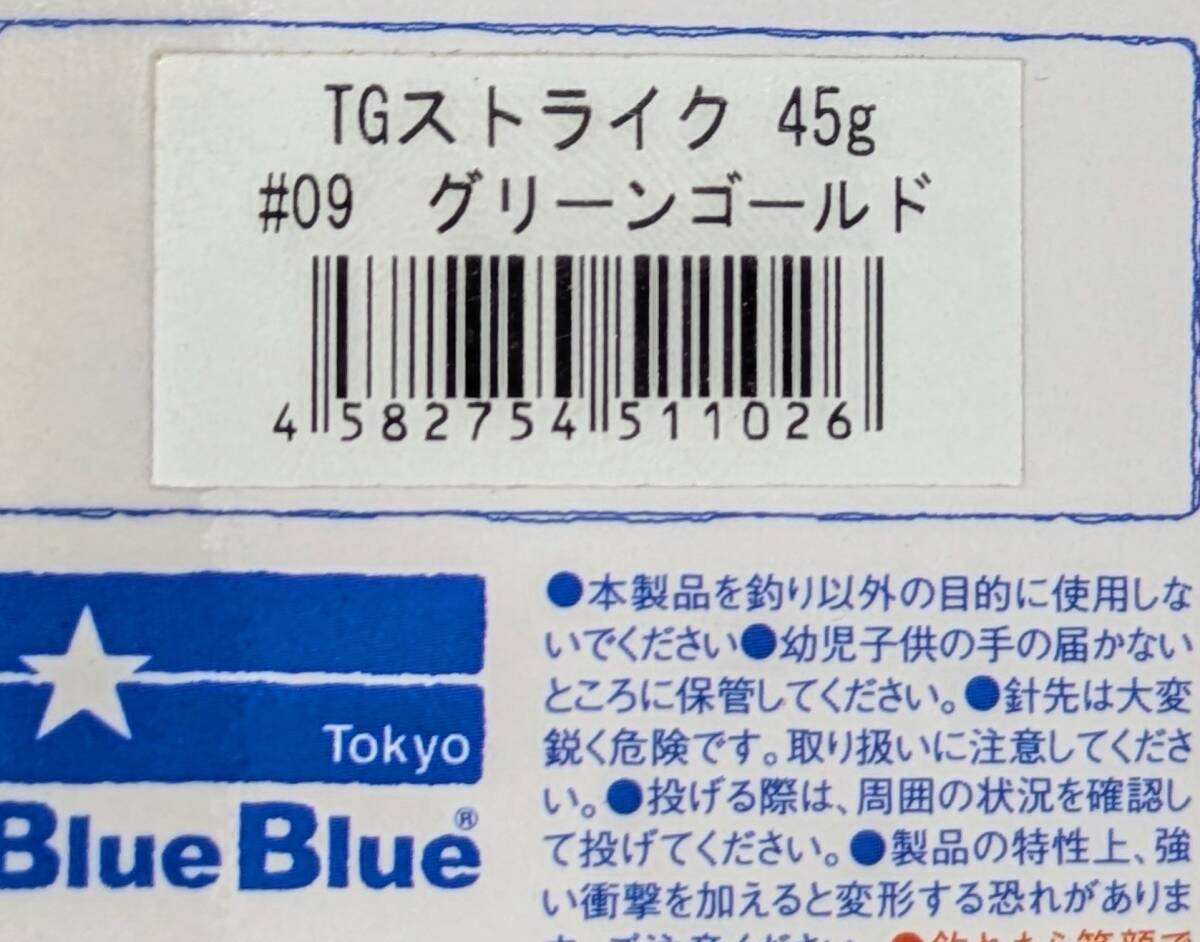 TGストライク 45g
#09 グリーンゴールド
4 582754 511026
Tokyo
BlueBlue®
●本製品を釣り以外の目的に使用しな
いでください●幼児子供の手の届かない
ところに保管してください。●針先は大変
鋭く危険です。取り扱いに注意してくださ
い。●投げる際は、周囲の状況を確認し
て投げてください。●製品の特性上、強
い衝撃を加えると変形する恐れがありま